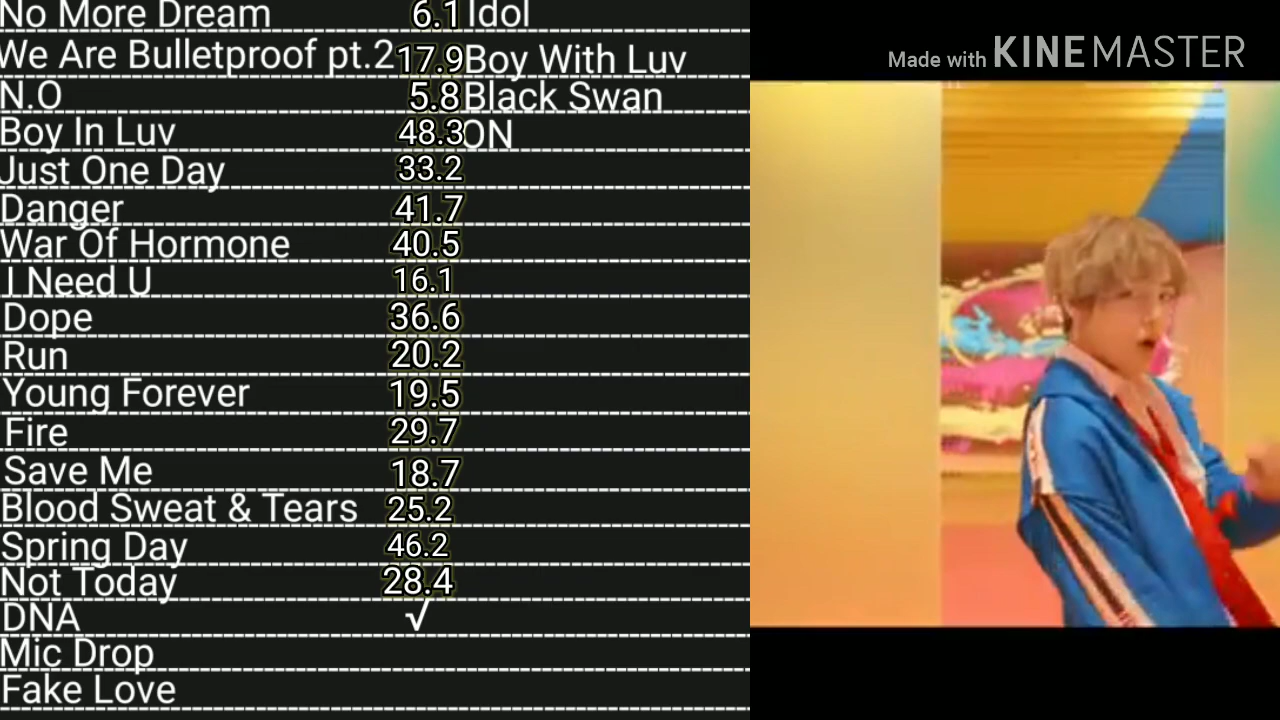 No More Dream 6.1 Idol
We Are Bulletproof pt.2 17.9 Boy With Luv
N.O 5.8 Black Swan
Boy In Luv 48.3 ON
Just One Day 33.2
Danger 41.7
War Of Hormone 40.5
I Need U 16.1
Dope 36.6
Run 20.2
Young Forever 19.5
Fire 29.7
Save Me 18.7
Blood Sweat & Tears 25.2
Spring Day 46.2
Not Today 28.4
DNA √
Mic Drop
Fake Love
Made with KINEMASTER